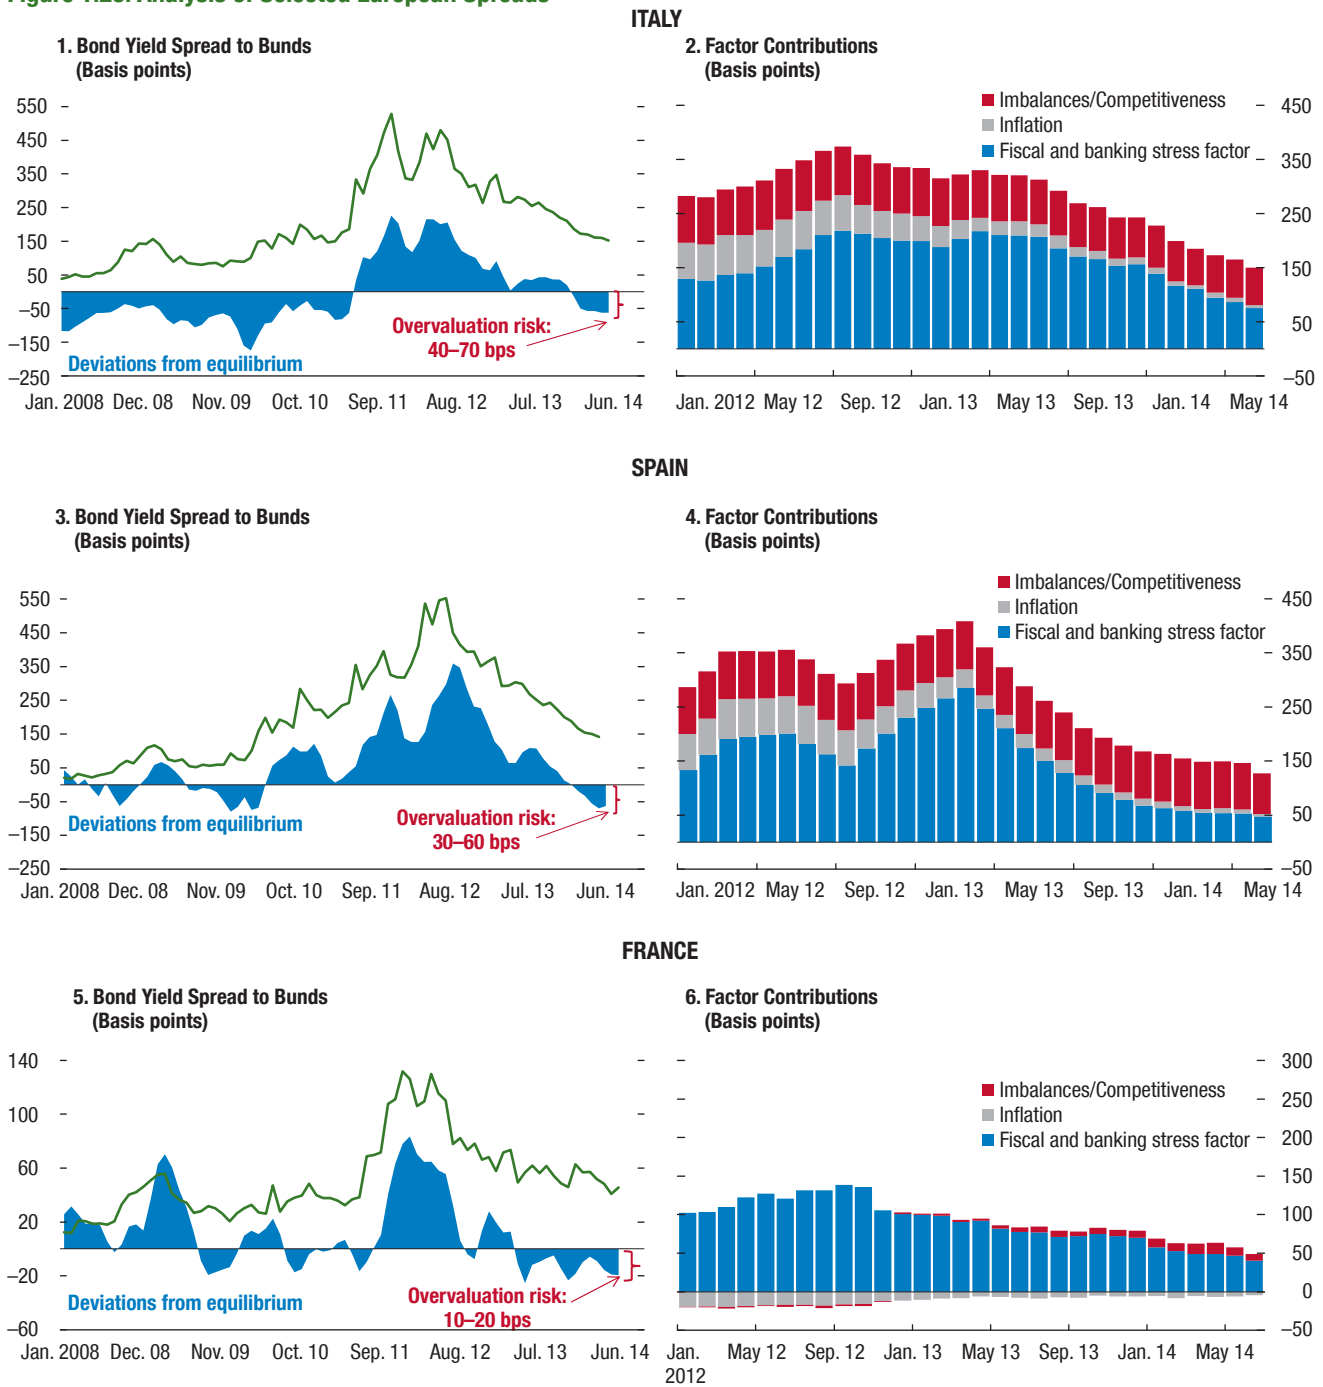 ITALY
1. Bond Yield Spread to Bunds
(Basis points)
550
450
350
250
150
50
–50
–150
–250
Overvaluation risk:
40–70 bps
Deviations from equilibrium
Jan. 2008 Dec. 08 Nov. 09 Oct. 10 Sep. 11 Aug. 12 Jul. 13 Jun. 14
2. Factor Contributions
(Basis points)
Imbalances/Competitiveness
Inflation
Fiscal and banking stress factor
450
350
250
150
50
–50
Jan. 2012 May 12 Sep. 12 Jan. 13 May 13 Sep. 13 Jan. 14 May 14
SPAIN
3. Bond Yield Spread to Bunds
(Basis points)
550
450
350
250
150
50
–50
–150
–250
Deviations from equilibrium
Overvaluation risk:
30–60 bps
Jan. 2008 Dec. 08 Nov. 09 Oct. 10 Sep. 11 Aug. 12 Jul. 13 Jun. 14
4. Factor Contributions
(Basis points)
Imbalances/Competitiveness
Inflation
Fiscal and banking stress factor
450
350
250
150
50
–50
Jan. 2012 May 12 Sep. 12 Jan. 13 May 13 Sep. 13 Jan. 14 May 14
FRANCE
5. Bond Yield Spread to Bunds
(Basis points)
140
100
60
20
–20
–60
Deviations from equilibrium
Overvaluation risk:
10–20 bps
Jan. 2008 Dec. 08 Nov. 09 Oct. 10 Sep. 11 Aug. 12 Jul. 13 Jun. 14
6. Factor Contributions
(Basis points)
Imbalances/Competitiveness
Inflation
Fiscal and banking stress factor
300
250
200
150
100
50
0
–50
Jan. May 12 Sep. 12 Jan. 13 May 13 Sep. 13 Jan. 14 May 14
2012